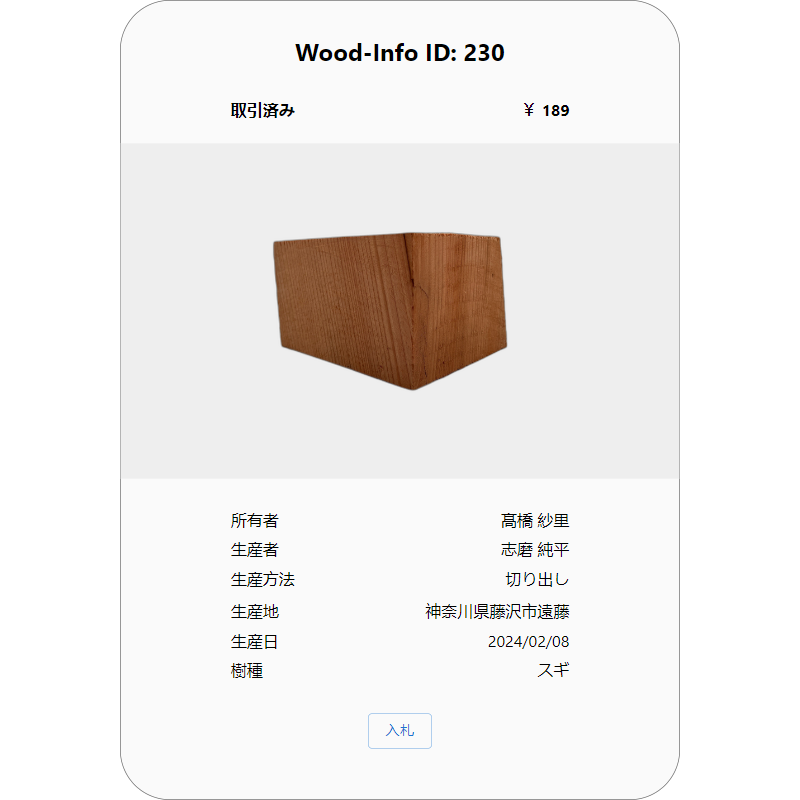 Wood-Info ID: 230
取引済み ￥ 189
所有者 髙橋 紗里
生産者 志磨 純平
生産方法 切り出し
生産地 神奈川県藤沢市遠藤
生産日 2024/02/08
樹種 スギ
入札